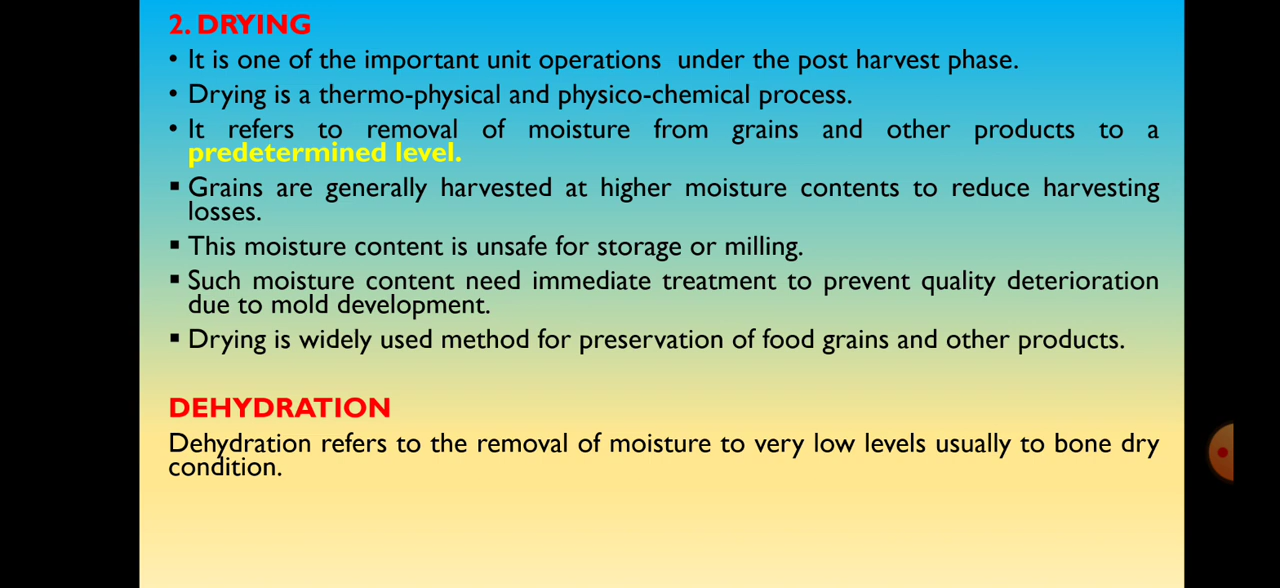 2. DRYING
• It is one of the important unit operations  under the post harvest phase.
• Drying is a thermo-physical and physico-chemical process.
• It refers to removal of moisture from grains and other products to a
predetermined level.
▪ Grains are generally harvested at higher moisture contents to reduce harvesting
losses.
▪ This moisture content is unsafe for storage or milling.
▪ Such moisture content need immediate treatment to prevent quality deterioration
due to mold development.
▪ Drying is widely used method for preservation of food grains and other products.
DEHYDRATION
Dehydration refers to the removal of moisture to very low levels usually to bone dry
condition.